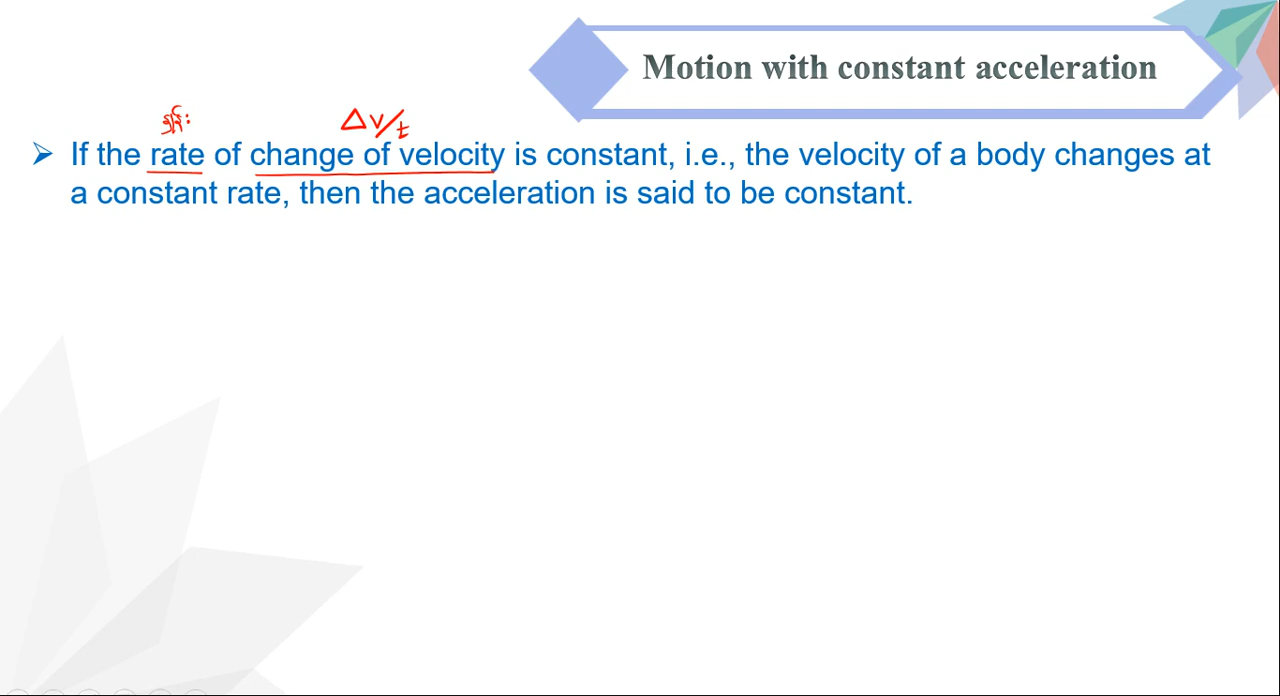 Motion with constant acceleration
Δv/t
➢ If the rate of change of velocity is constant, i.e., the velocity of a body changes at
a constant rate, then the acceleration is said to be constant.